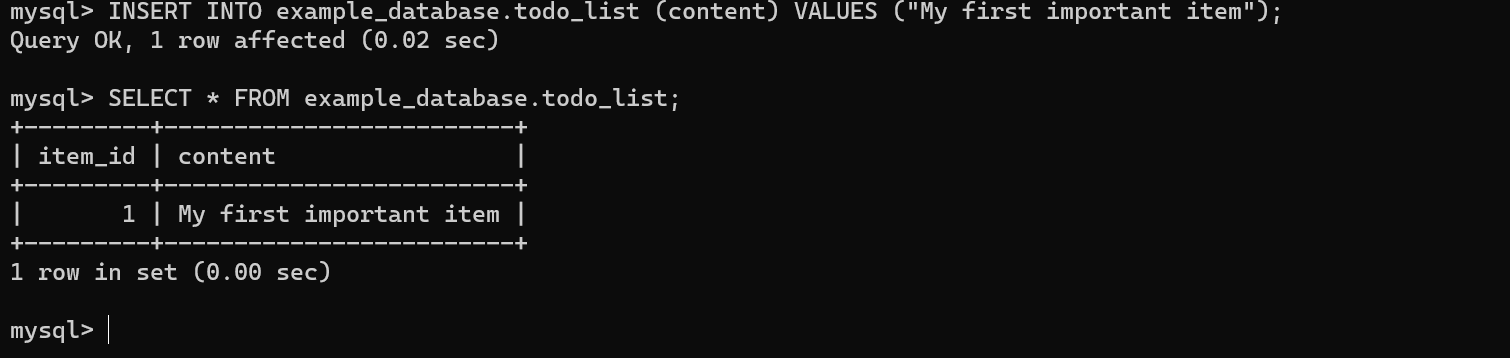 mysql> INSERT INTO example_database.todo_list (content) VALUES ("My first important item");
Query OK, 1 row affected (0.02 sec)
mysql> SELECT * FROM example_database.todo_list;
+---------+-------------------------+
| item_id | content                 |
+---------+-------------------------+
|       1 | My first important item |
+---------+-------------------------+
1 row in set (0.00 sec)
mysql>